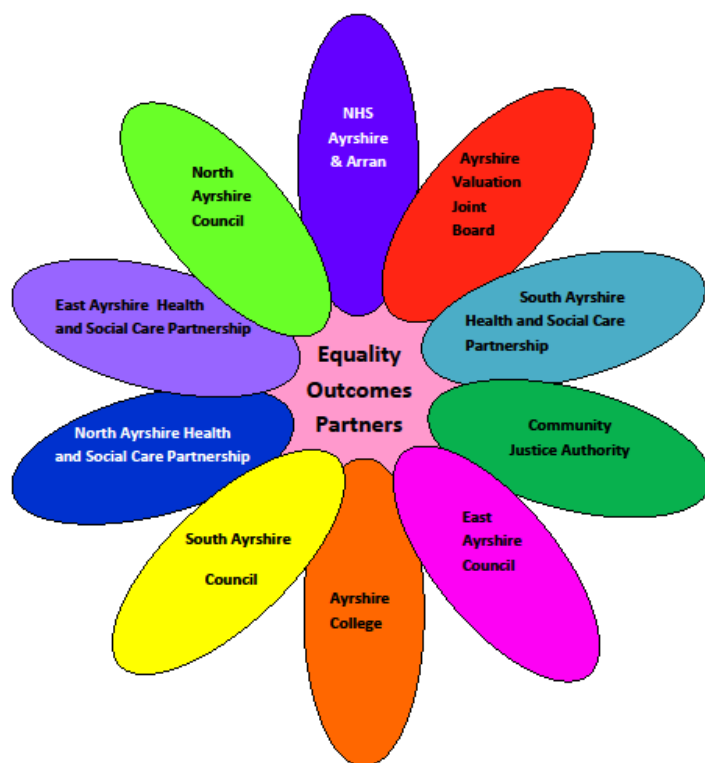 NHS
Ayrshire
& Arran
Ayrshire
Valuation
Joint
Board
South Ayrshire
Health and Social Care
Partnership
Community
Justice Authority
East
Ayrshire
Council
Ayrshire
College
South Ayrshire
Council
North Ayrshire Health
and Social Care Partnership
East Ayrshire Health
and Social Care Partnership
North
Ayrshire
Council
Equality
Outcomes
Partners